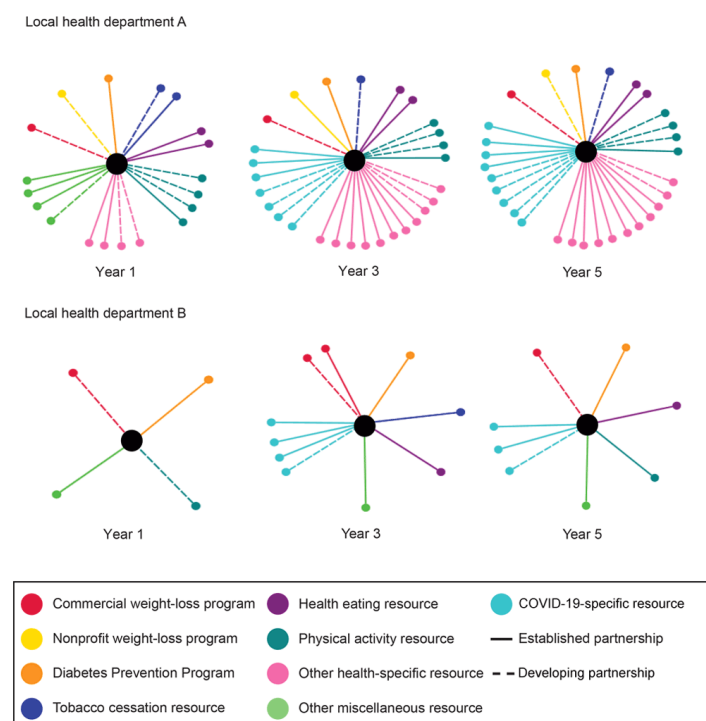 Local health department A
Year 1
Year 3
Year 5
Local health department B
Year 1
Year 3
Year 5
Commercial weight-loss program
Health eating resource
COVID-19-specific resource
Nonprofit weight-loss program
Physical activity resource
Established partnership
Diabetes Prevention Program
Other health-specific resource
Developing partnership
Tobacco cessation resource
Other miscellaneous resource